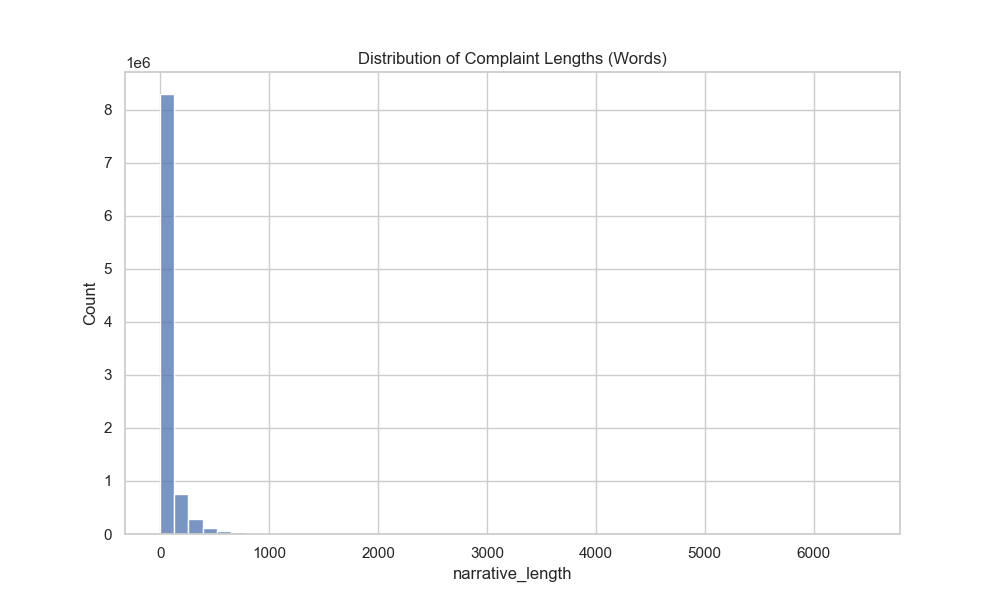 Distribution of Complaint Lengths (Words)
1e6
8
7
6
5
4
3
2
1
0
Count
0 1000 2000 3000 4000 5000 6000
narrative_length